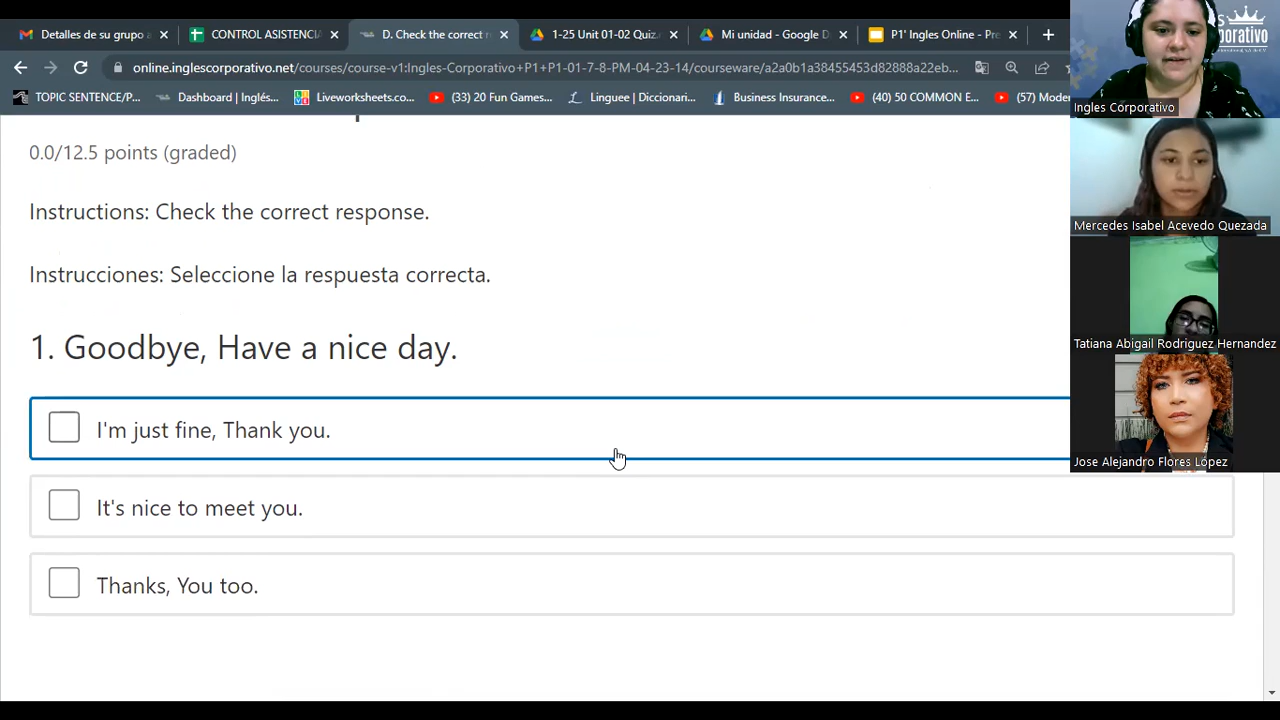 Detalles de su grupo a
CONTROL ASISTENCI
D. Check the correct r
1-25 Unit 01-02 Quiz.
Mi unidad - Google D
P1' Ingles Online - Pre
online.inglescorporativo.net/courses/course-v1:Ingles-Corporativo+P1+P1-01-7-8-PM-04-23-14/courseware/a2a0b1ab8455453d82888a22eb...
TOPIC SENTENCE/P...
Dashboard | Inglés...
Liveworksheets.co...
(33) 20 Fun Games...
Linguee | Diccionari...
Business Insurance...
(40) 50 COMMON E...
(57) Mode
0.0/12.5 points (graded)
Instructions: Check the correct response.
Instrucciones: Seleccione la respuesta correcta.
1. Goodbye, Have a nice day.
I'm just fine, Thank you.
It's nice to meet you.
Thanks, You too.
Ingles Corporativo
Mercedes Isabel Acevedo Quezada
Tatiana Abigail Rodriguez Hernandez
Jose Alejandro Flores López